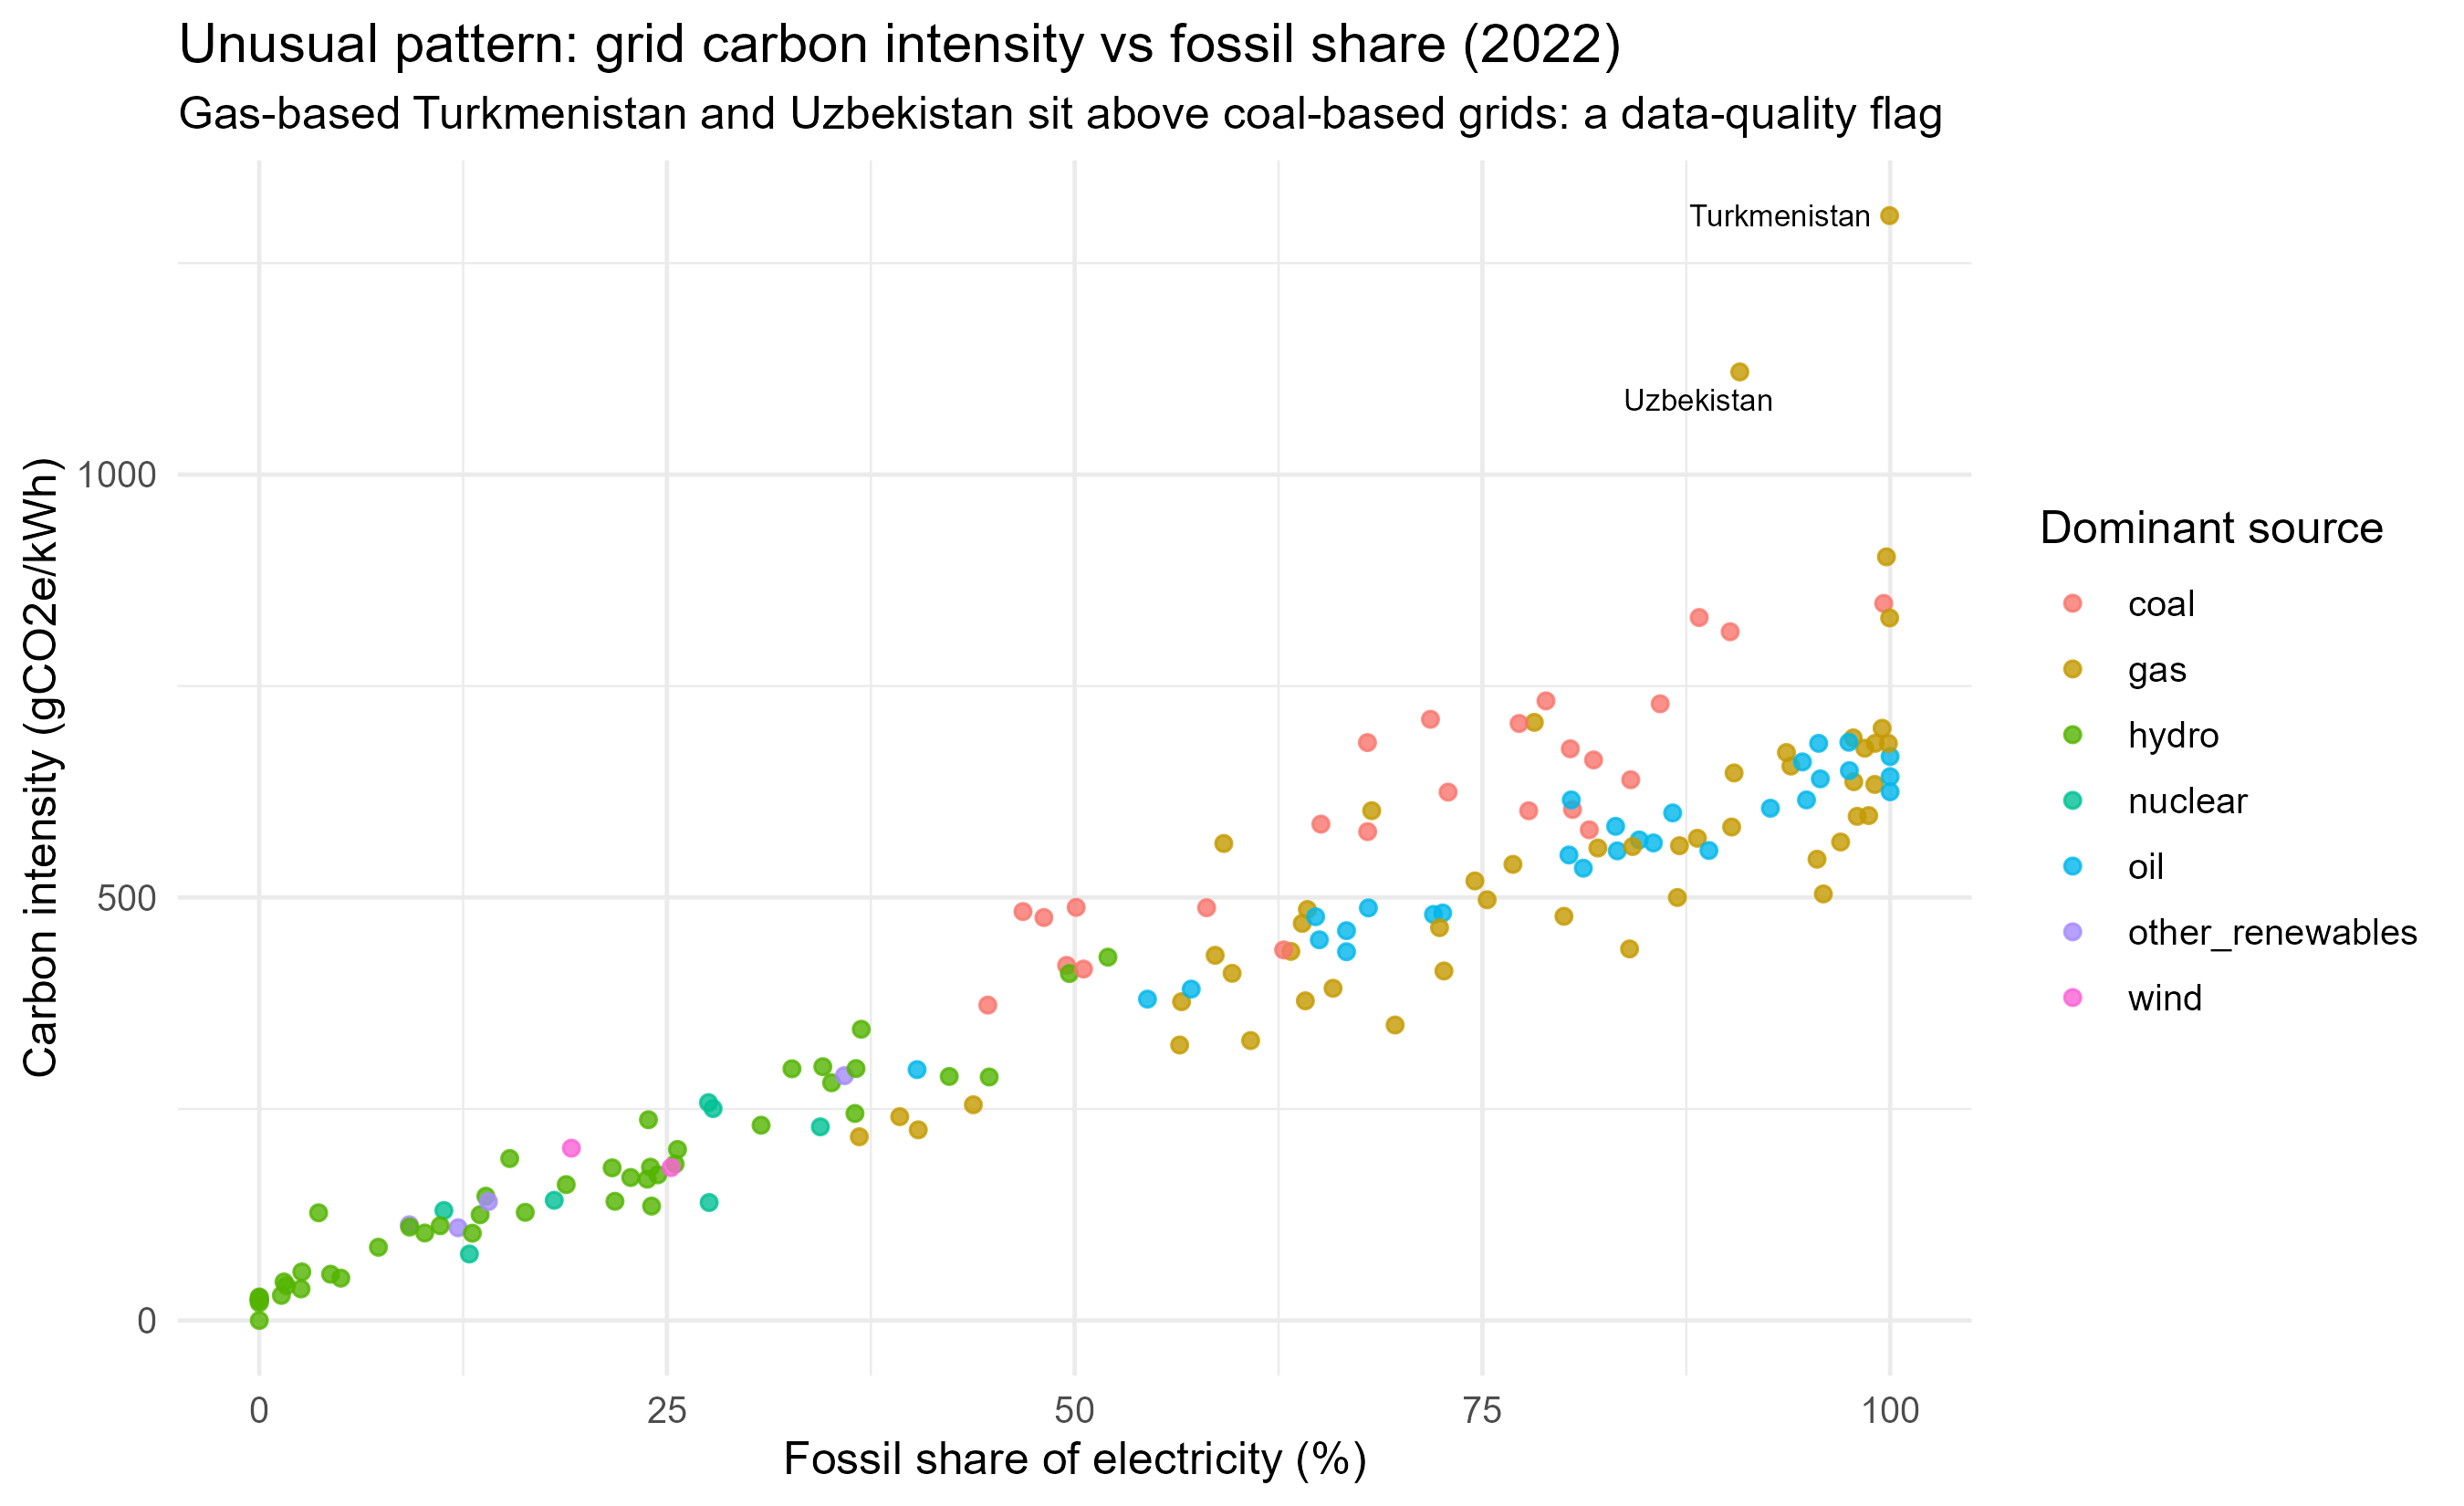 Unusual pattern: grid carbon intensity vs fossil share (2022)
Gas-based Turkmenistan and Uzbekistan sit above coal-based grids: a data-quality flag
Turkmenistan
Uzbekistan
Carbon intensity (gCO2e/kWh)
1000
500
0
0
25
50
75
100
Fossil share of electricity (%)
Dominant source
coal
gas
hydro
nuclear
oil
other_renewables
wind